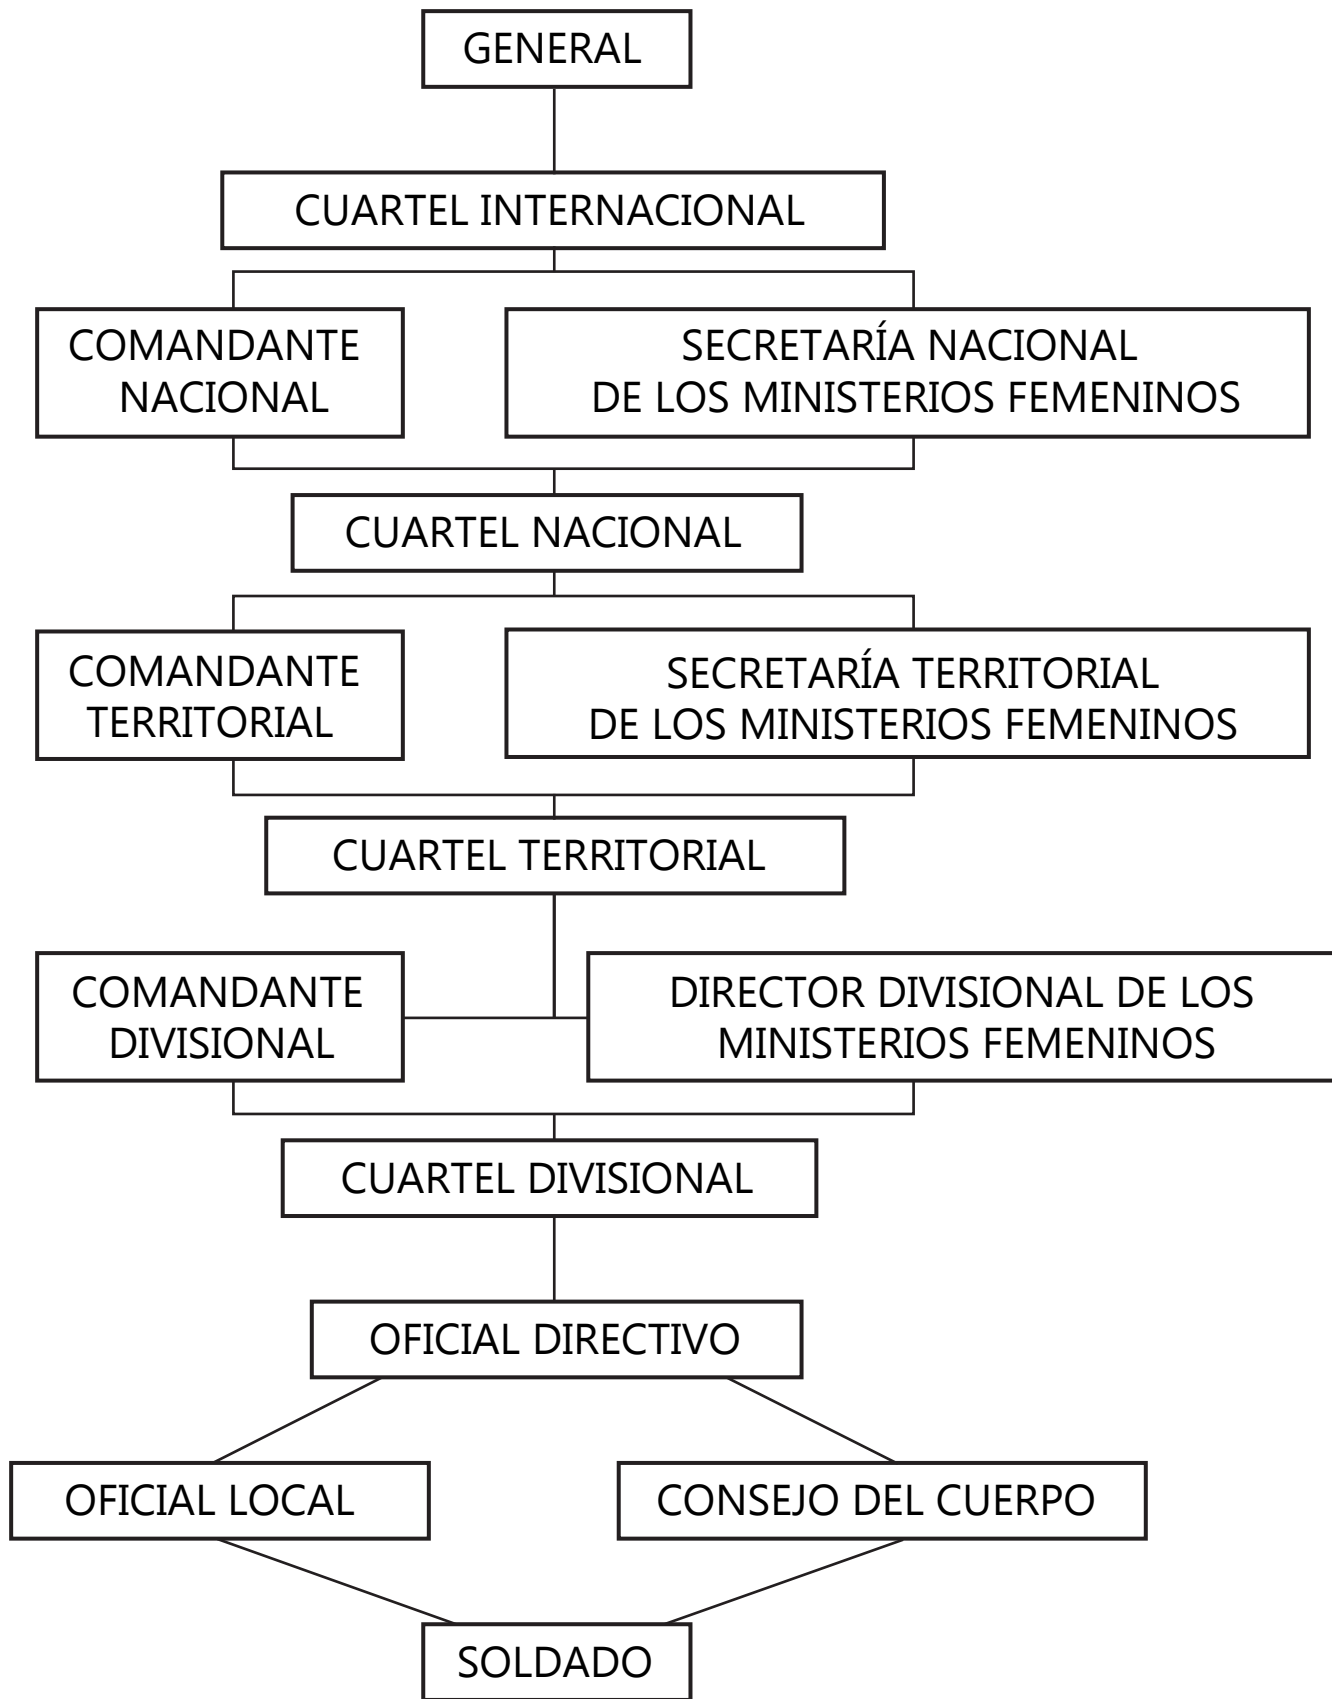 GENERAL
CUARTEL INTERNACIONAL
COMANDANTE
NACIONAL
SECRETARÍA NACIONAL
DE LOS MINISTERIOS FEMENINOS
CUARTEL NACIONAL
COMANDANTE
TERRITORIAL
SECRETARÍA TERRITORIAL
DE LOS MINISTERIOS FEMENINOS
CUARTEL TERRITORIAL
COMANDANTE
DIVISIONAL
DIRECTOR DIVISIONAL DE LOS
MINISTERIOS FEMENINOS
CUARTEL DIVISIONAL
OFICIAL DIRECTIVO
OFICIAL LOCAL
CONSEJO DEL CUERPO
SOLDADO